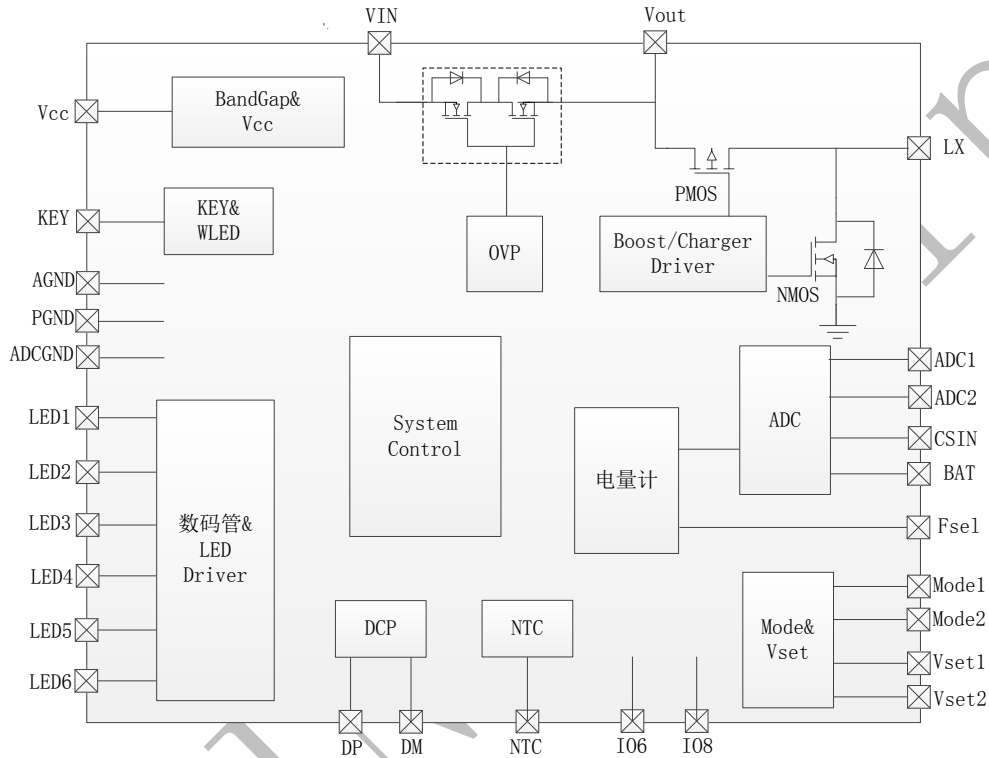 VIN
Vout
Vcc
BandGap&
Vcc
LX
PMOS
KEY
KEY&
WLED
OVP
Boost/Charger
Driver
NMOS
AGND
PGND
ADCGND
ADC1
ADC2
CSIN
BAT
ADC
System
Control
电量计
Fsel
LED1
LED2
LED3
LED4
LED5
LED6
数码管&
LED
Driver
DCP
NTC
Mode&
Vset
Mode1
Mode2
Vset1
Vset2
DP
DM
NTC
IO6
IO8